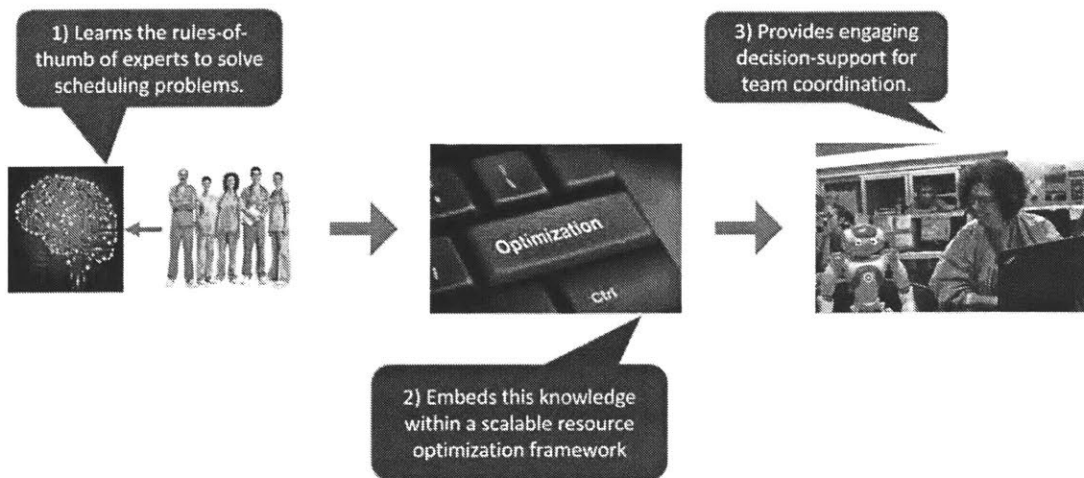 1) Learns the rules-of-
thumb of experts to solve
scheduling problems.
3) Provides engaging
decision-support for
team coordination.
Optimization
Ctrl
2) Embeds this knowledge
within a scalable resource
optimization framework